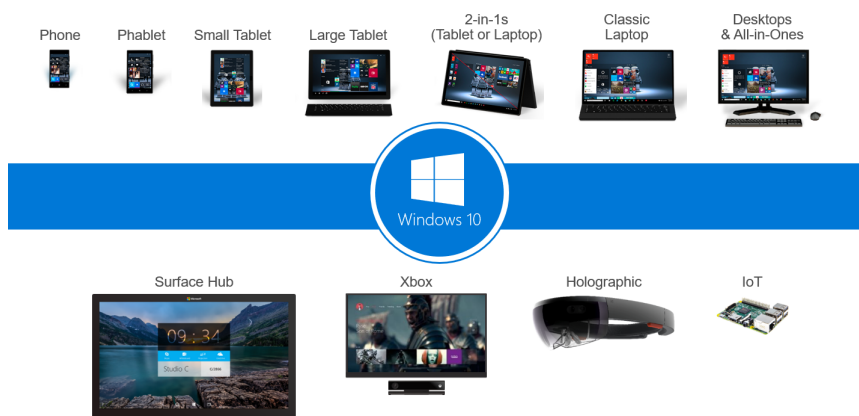 Phone
Phablet
Small Tablet
Large Tablet
2-in-1s
(Tablet or Laptop)
Classic
Laptop
Desktops
& All-in-Ones
Windows 10
Surface Hub
Xbox
Holographic
IoT
Microsoft
09:34
Studio C